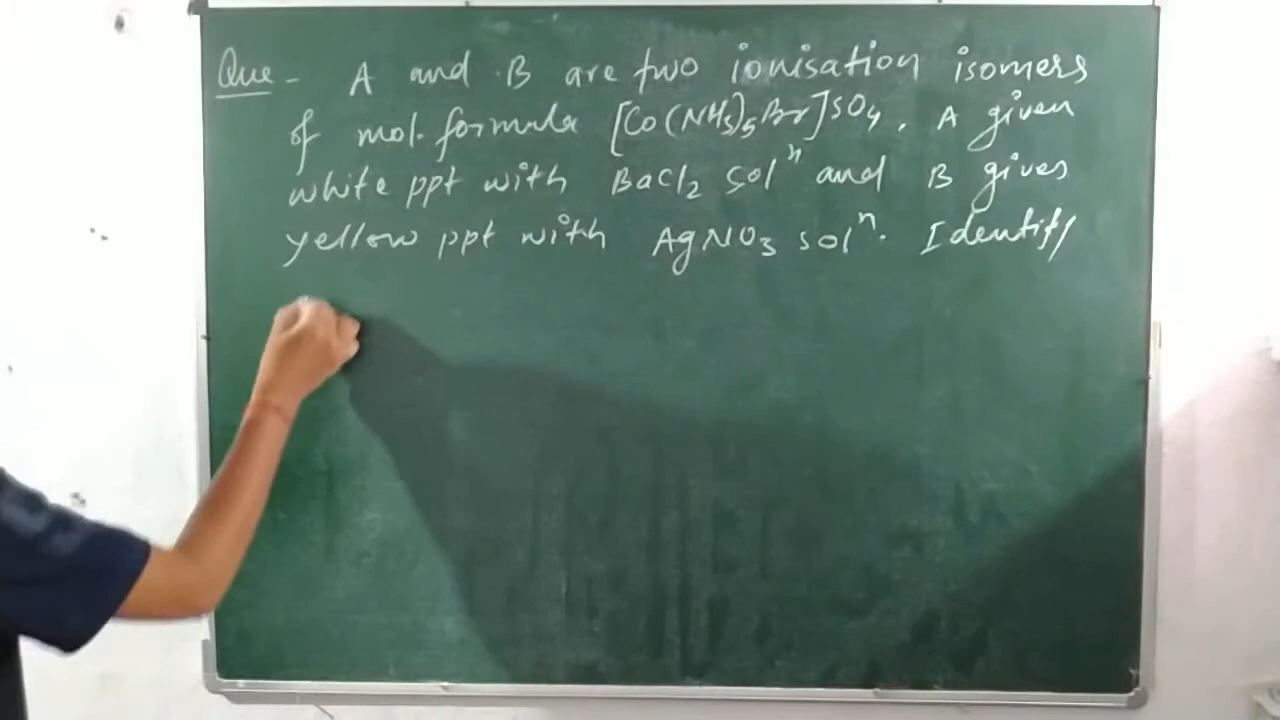 Que - A and B are two ionisation isomers
of mol. formula [Co(NH3)5Br]SO4. A given
white ppt with BaCl2 solⁿ and B gives
yellow ppt with AgNO3 solⁿ. Identify